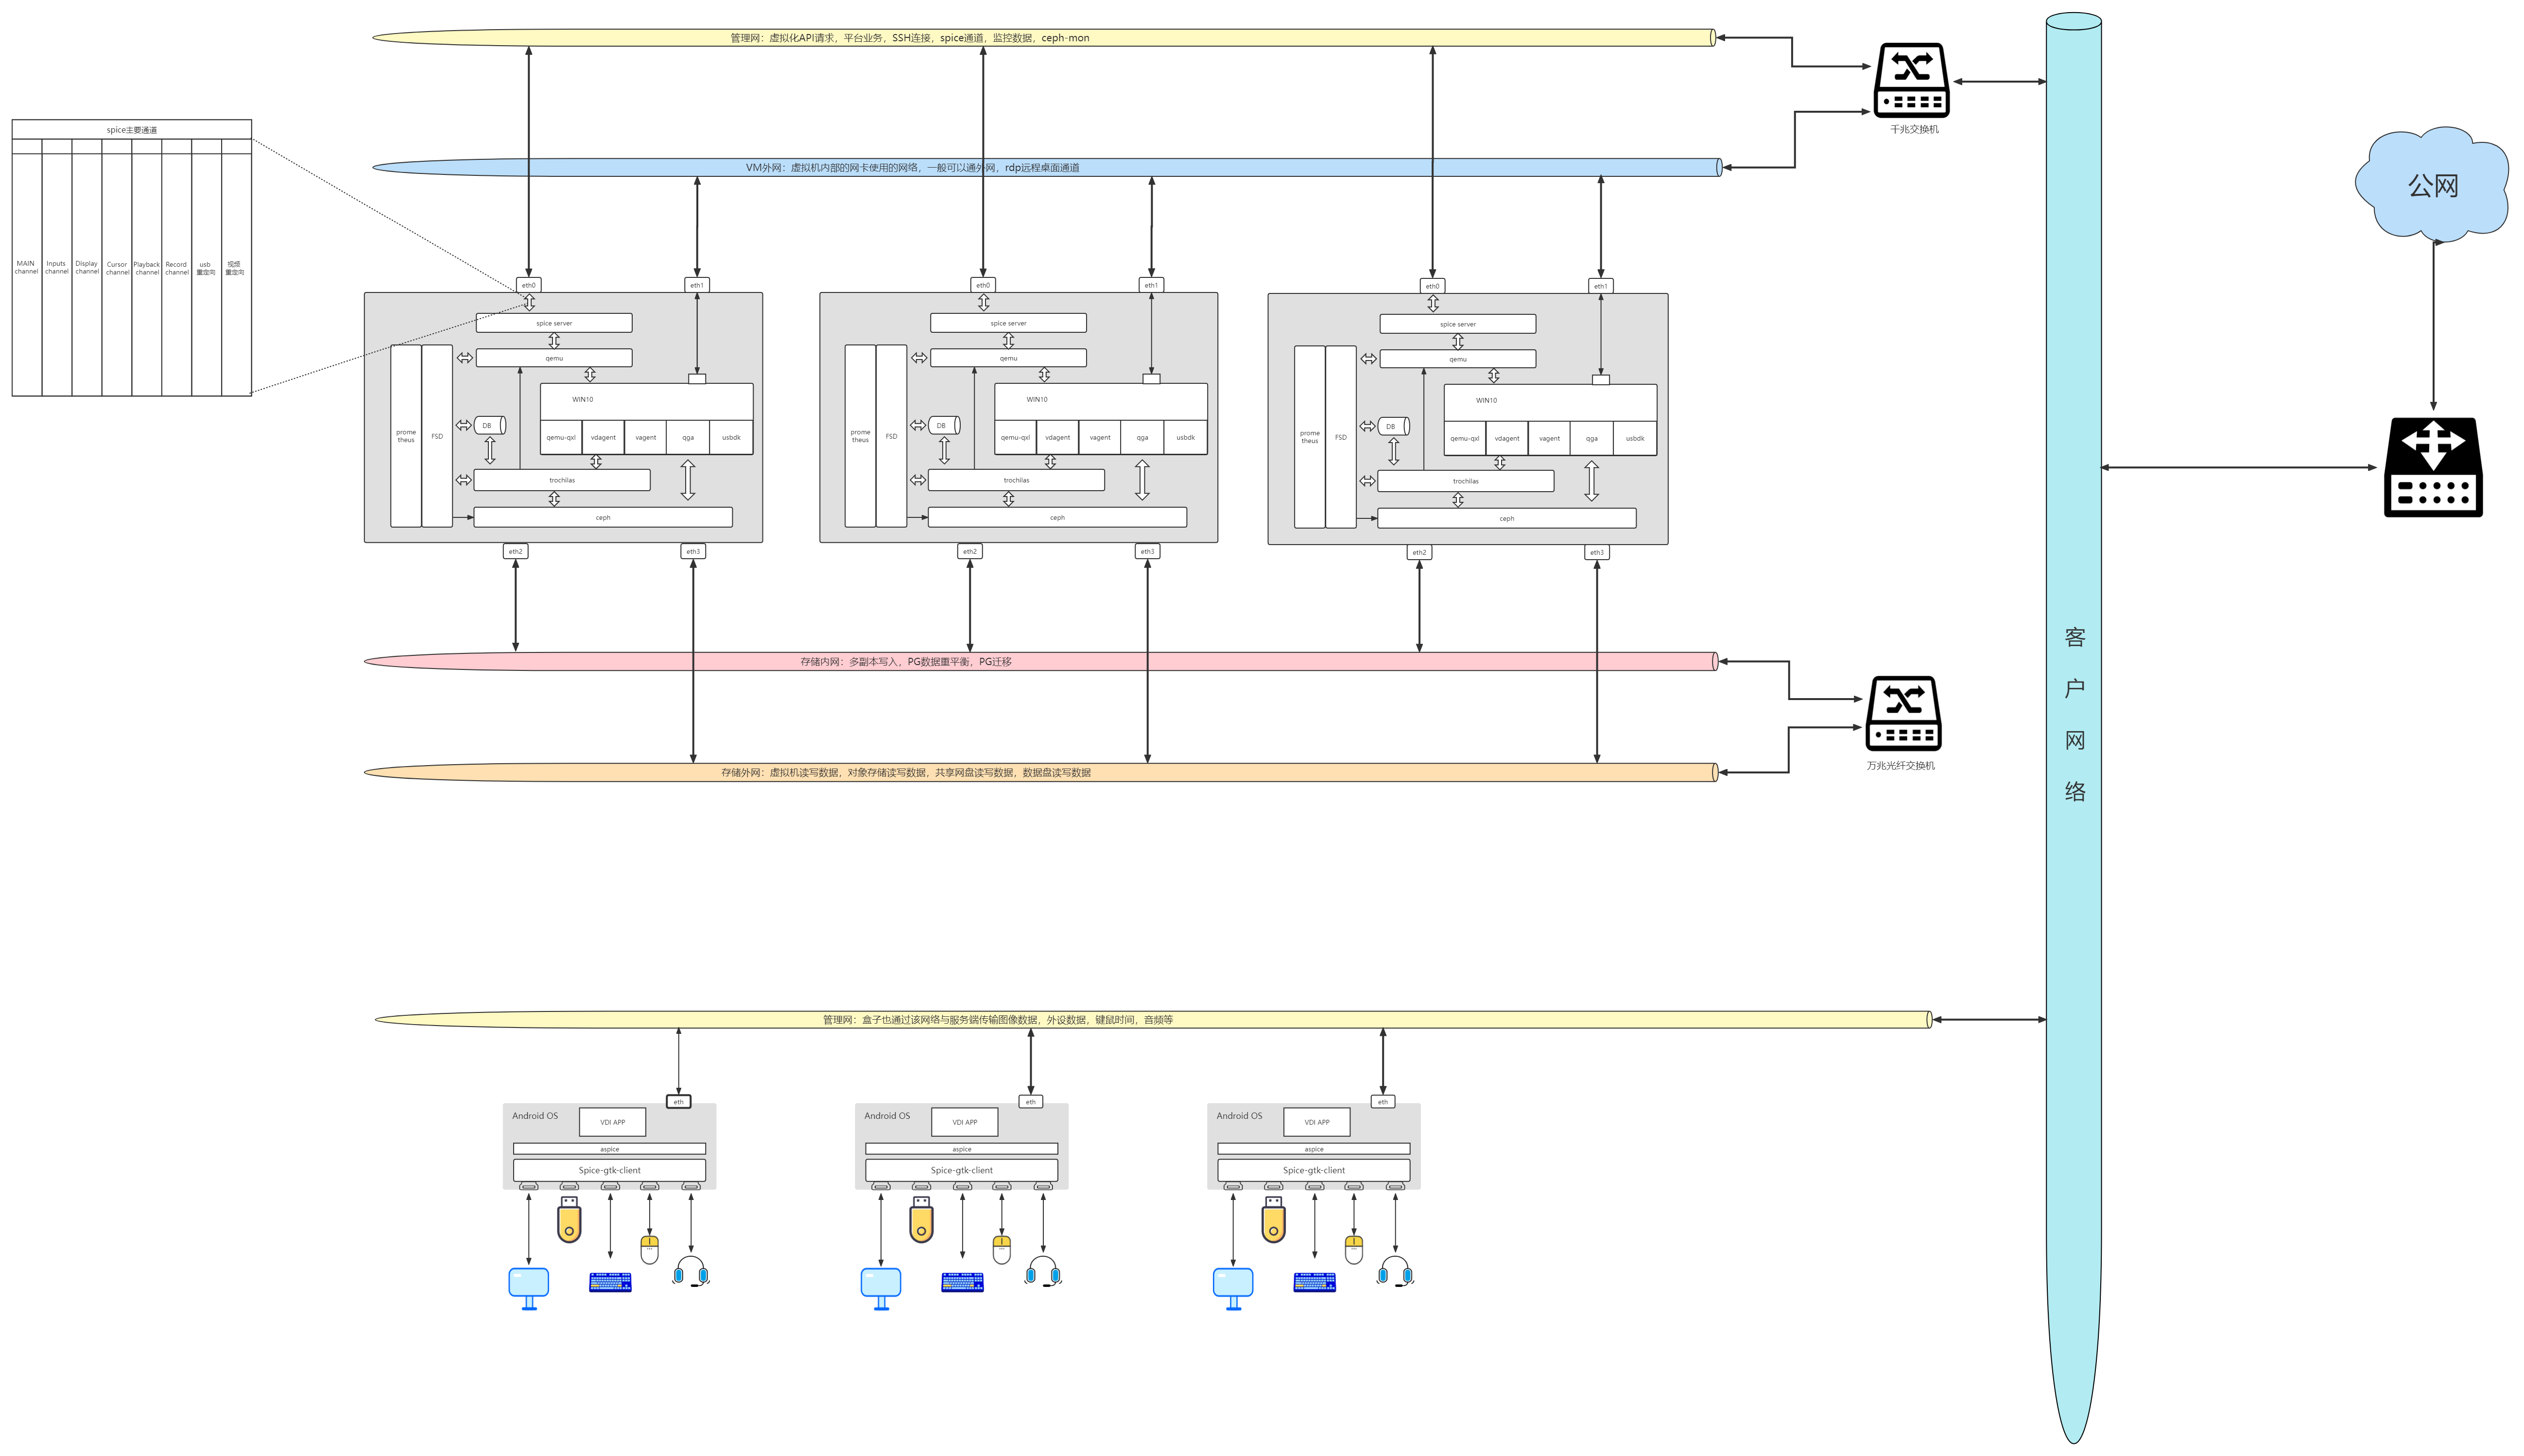 管理网：虚拟化API请求，平台业务，SSH连接，spice通道，监控数据，ceph-mon
千兆交换机
spice主要通道
MAIN
channel
Inputs
channel
Display
channel
Cursor
channel
Playback
channel
Record
channel
usb
重定向
视频
重定向
VM外网：虚拟机内部的网卡使用的网络，一般可以通外网，rdp远程桌面通道
公网
eth0
eth1
spice server
qemu
WIN10
prome
theus
FSD
DB
qemu-qxl
vdagent
vagent
qga
usbdk
trochilas
ceph
eth2
eth3
eth0
eth1
spice server
qemu
WIN10
prome
theus
FSD
DB
qemu-qxl
vdagent
vagent
qga
usbdk
trochilas
ceph
eth2
eth3
eth0
eth1
spice server
qemu
WIN10
prome
theus
FSD
DB
qemu-qxl
vdagent
vagent
qga
usbdk
trochilas
ceph
eth2
eth3
存储内网：多副本写入，PG数据重平衡，PG迁移
万兆光纤交换机
存储外网：虚拟机读写数据，对象存储读写数据，共享网盘读写数据，数据盘读写数据
客
户
网
络
管理网：盒子也通过该网络与服务端传输图像数据，外设数据，键鼠时间，音频等
eth
Android OS
VDI APP
aspice
Spice-gtk-client
eth
Android OS
VDI APP
aspice
Spice-gtk-client
eth
Android OS
VDI APP
aspice
Spice-gtk-client